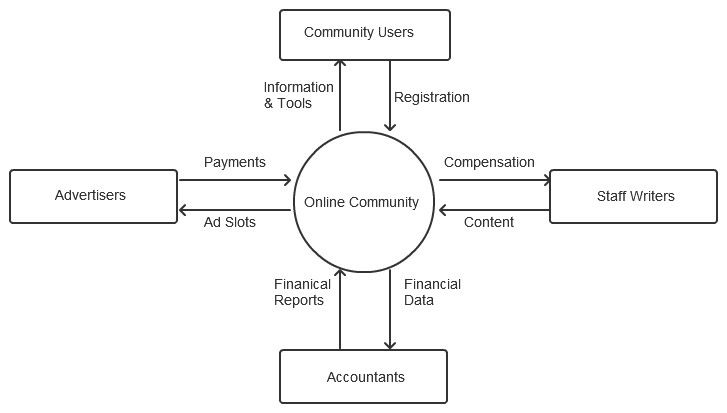 Community Users
Information
& Tools
Registration
Payments
Compensation
Advertisers
Online Community
Staff Writers
Ad Slots
Content
Finanical
Reports
Financial
Data
Accountants